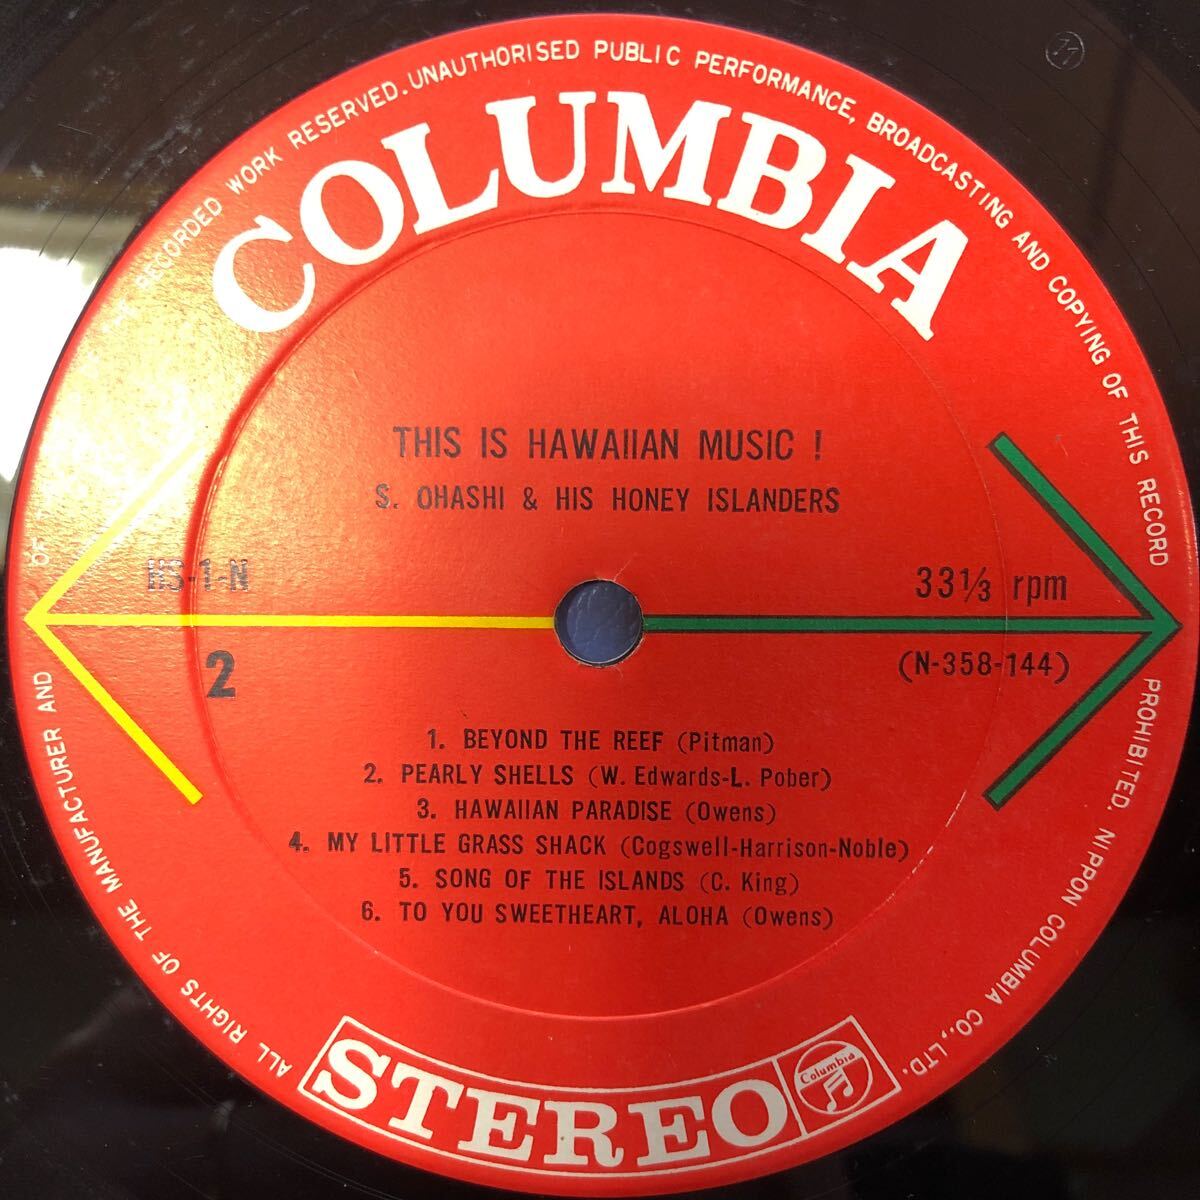 ALL RIGHTS OF THE MANUFACTURER AND OF THE RECORDED WORK RESERVED. UNAUTHORISED PUBLIC PERFORMANCE, BROADCASTING AND COPYING OF THIS RECORD PROHIBITED. NIPPON COLUMBIA CO., LTD.
COLUMBIA
THIS IS HAWAIIAN MUSIC !
S. OHASHI & HIS HONEY ISLANDERS
HS-1-N
33⅓ rpm
2
(N-358-144)
1. BEYOND THE REEF (Pitman)
2. PEARLY SHELLS (W. Edwards-L. Pober)
3. HAWAIIAN PARADISE (Owens)
4. MY LITTLE GRASS SHACK (Cogswell-Harrison-Noble)
5. SONG OF THE ISLANDS (C. King)
6. TO YOU SWEETHEART, ALOHA (Owens)
STEREO
Columbia